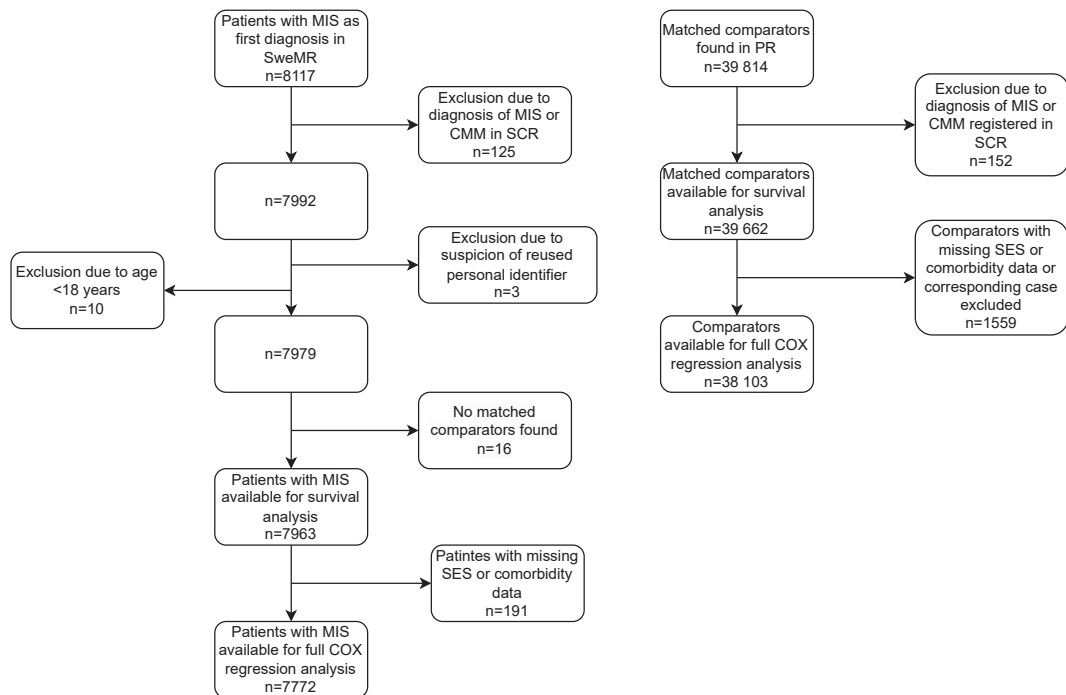 Patients with MIS as
first diagnosis in
SweMR
n=8117
Exclusion due to
diagnosis of MIS or
CMM in SCR
n=125
n=7992
Exclusion due to
suspicion of reused
personal identifier
n=3
Exclusion due to age
<18 years
n=10
n=7979
No matched
comparators found
n=16
Patients with MIS
available for survival
analysis
n=7963
Patintes with missing
SES or comorbidity
data
n=191
Patients with MIS
available for full COX
regression analysis
n=7772
Matched comparators
found in PR
n=39 814
Exclusion due to
diagnosis of MIS or
CMM registered in
SCR
n=152
Matched comparators
available for survival
analysis
n=39 662
Comparators with
missing SES or
comorbidity data or
corresponding case
excluded
n=1559
Comparators
available for full COX
regression analysis
n=38 103